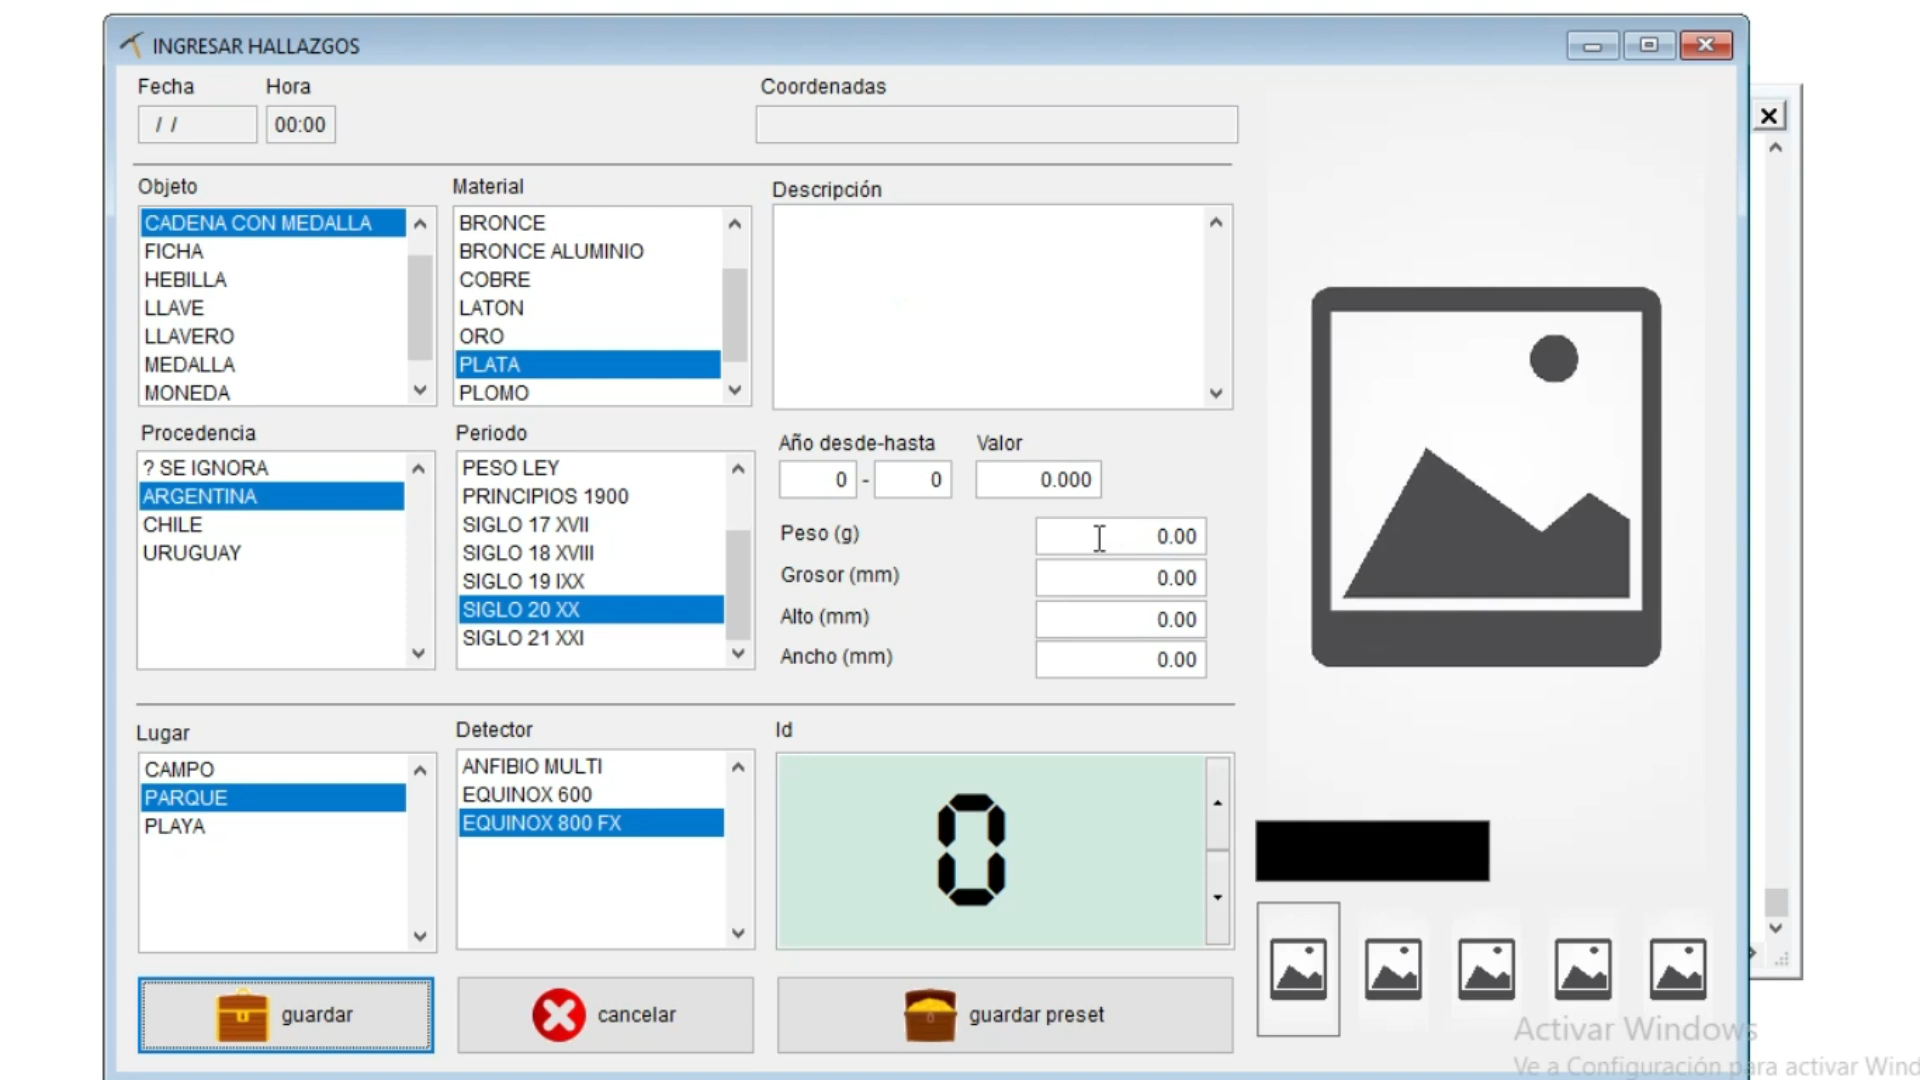 INGRESAR HALLAZGOS
Fecha
Hora
Coordenadas
/ /
00:00
Objeto
Material
Descripción
CADENA CON MEDALLA
FICHA
HEBILLA
LLAVE
LLAVERO
MEDALLA
MONEDA
BRONCE
BRONCE ALUMINIO
COBRE
LATON
ORO
PLATA
PLOMO
Procedencia
Periodo
Año desde-hasta
Valor
? SE IGNORA
ARGENTINA
CHILE
URUGUAY
PESO LEY
PRINCIPIOS 1900
SIGLO 17 XVII
SIGLO 18 XVIII
SIGLO 19 IXX
SIGLO 20 XX
SIGLO 21 XXI
0 - 0
0.000
Peso (g) 0.00
Grosor (mm) 0.00
Alto (mm) 0.00
Ancho (mm) 0.00
Lugar
Detector
Id
CAMPO
PARQUE
PLAYA
ANFIBIO MULTI
EQUINOX 600
EQUINOX 800 FX
0
guardar
cancelar
guardar preset
Activar Windows
Ve a Configuración para activar Wind